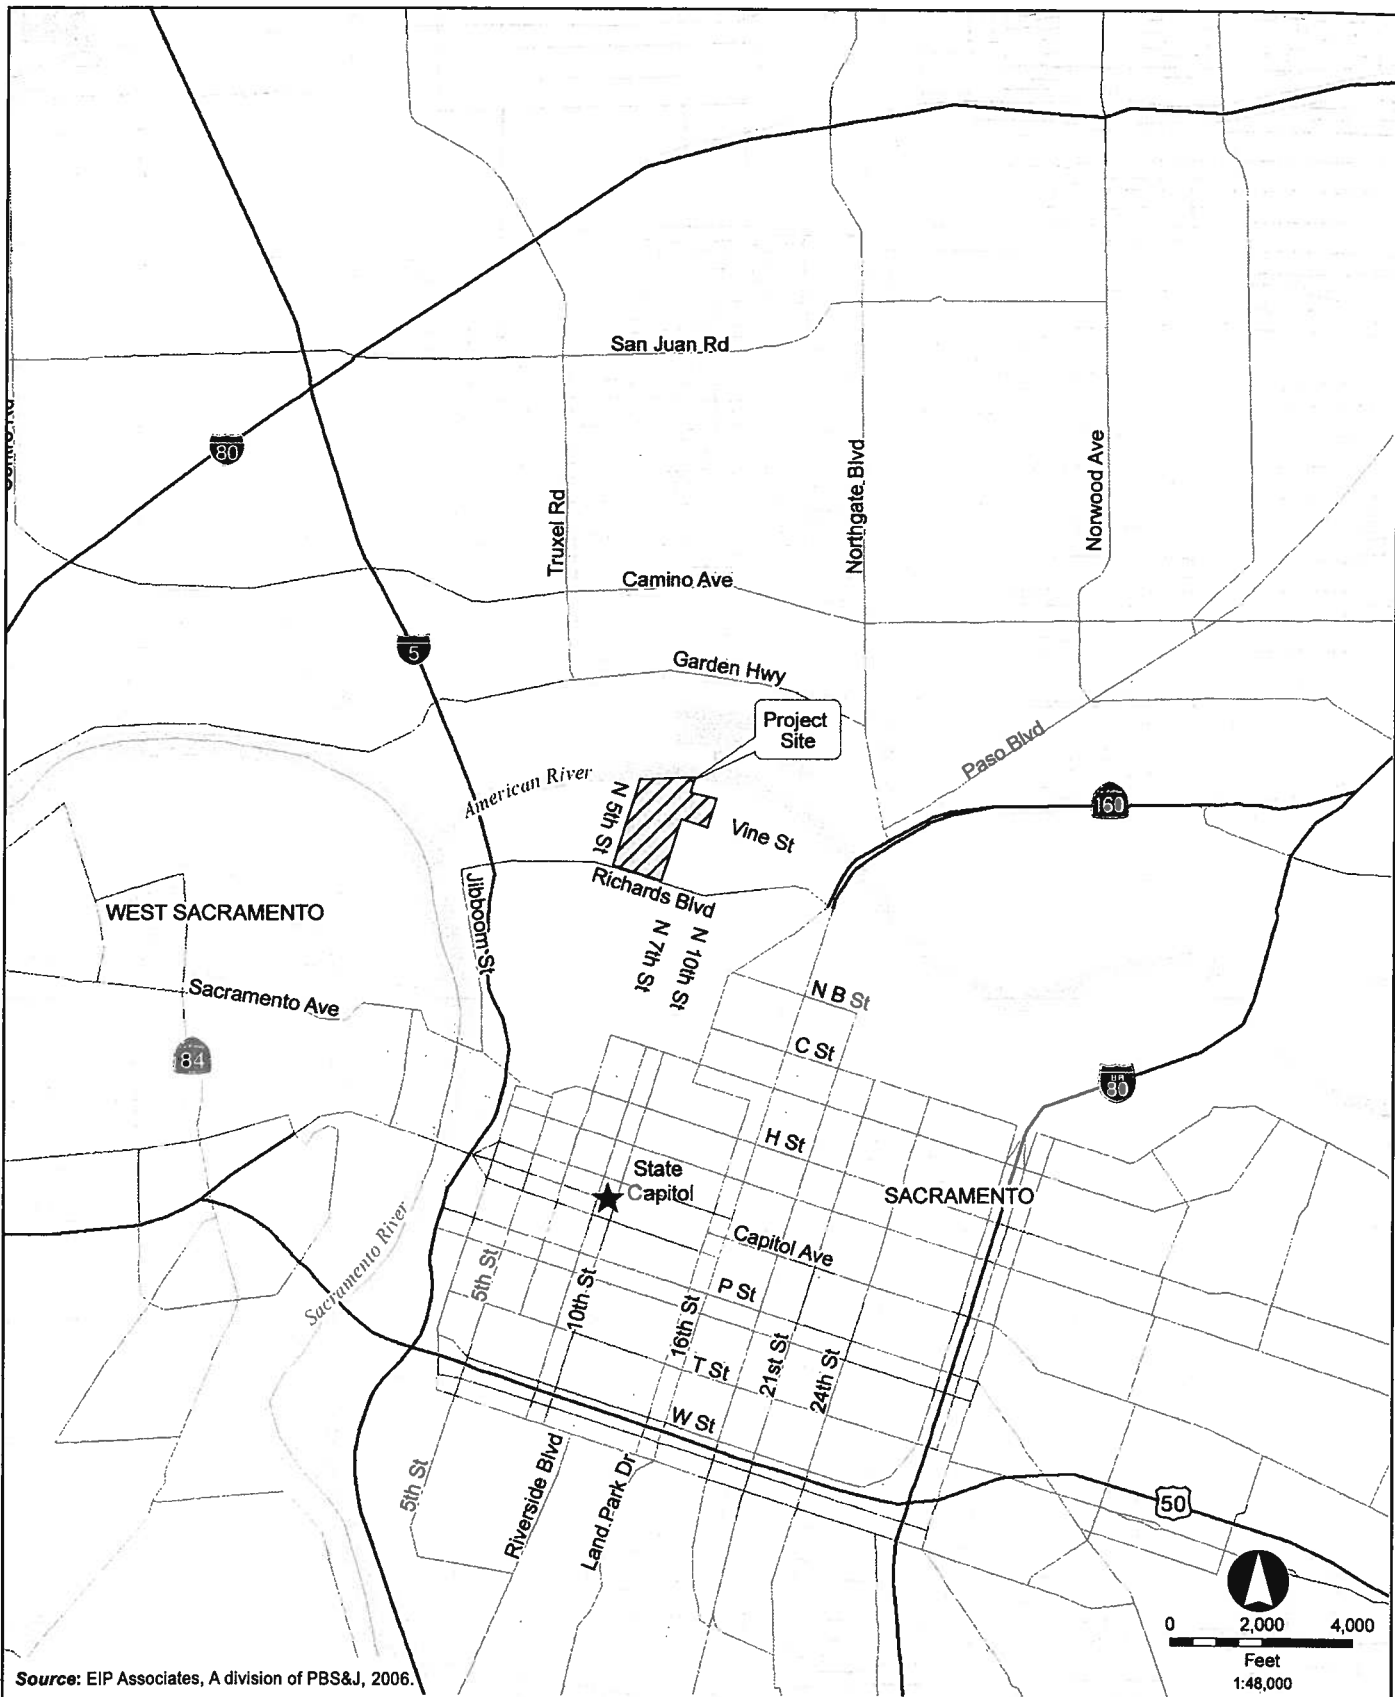 San Juan Rd
80
Truxel Rd
Northgate Blvd
Norwood Ave
Camino Ave
5
Garden Hwy
Project
Site
Paso Blvd
American River
N 5th St
Vine St
160
Richards Blvd
WEST SACRAMENTO
Jibboom St
N 7th St
N 10th St
Sacramento Ave
N B St
C St
84
80
H St
State
Capitol
SACRAMENTO
Sacramento River
Capitol Ave
5th St
10th St
P St
16th St
21st St
24th St
T St
W St
5th St
Riverside Blvd
Land Park Dr
50
0 2,000 4,000
Feet
1:48,000
Source: EIP Associates, A division of PBS&J, 2006.